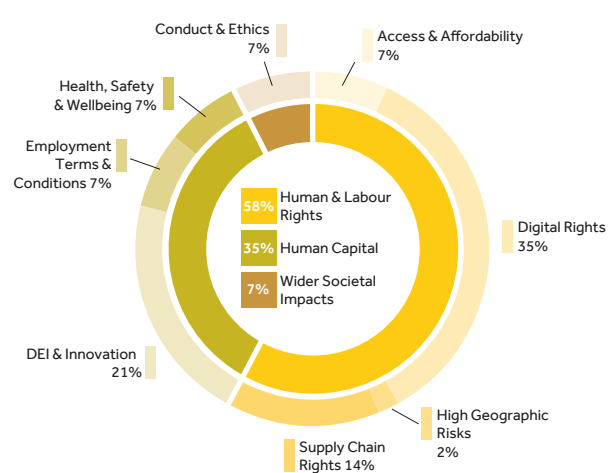 Conduct & Ethics
7%
Access & Affordability
7%
Health, Safety
& Wellbeing 7%
Employment
Terms &
Conditions 7%
58% Human & Labour
Rights
35% Human Capital
7% Wider Societal
Impacts
Digital Rights
35%
DEI & Innovation
21%
High Geographic
Risks
2%
Supply Chain
Rights 14%